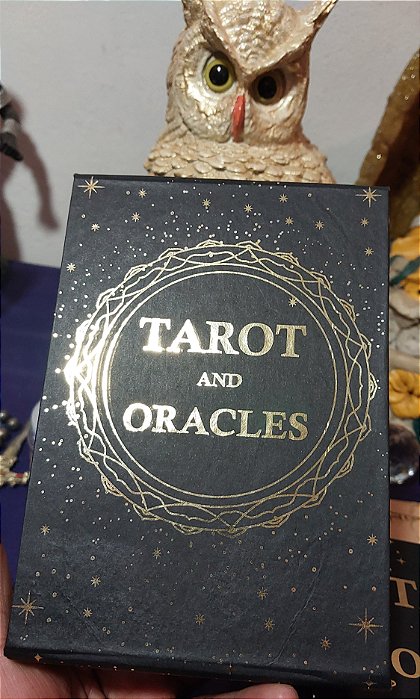 TAROT
AND
ORACLES
T
O